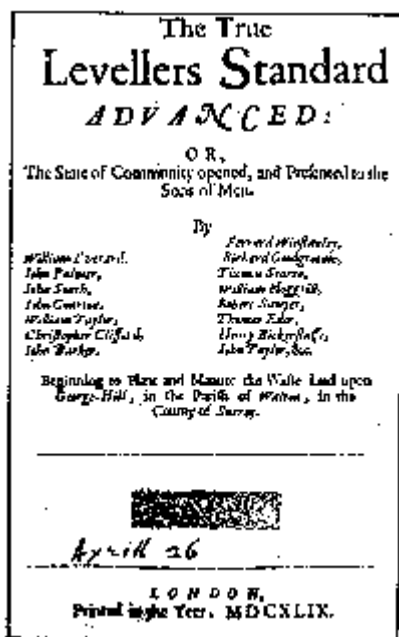 The True
Levellers Standard
ADVANCED:
OR,
The State of Community opened, and Presented to the
Sons of Men.
By
William Everard,
John Palmer,
John South,
John Courton,
William Taylor,
Christopher Clifford,
John Barker,
Jerrard Winstanley,
Richard Goodgroome,
Thomas Starre,
William Hoggrill,
Robert Sawyer,
Thomas Eder,
Henry Bickerstaffe,
John Taylor, &c.
Beginning to Plant and Manure the Waste land upon
George-Hill, in the Parish of Walton, in the
County of Surrey.
Aprill 26
LONDON,
Printed in the Yeer, MDCXLIX.